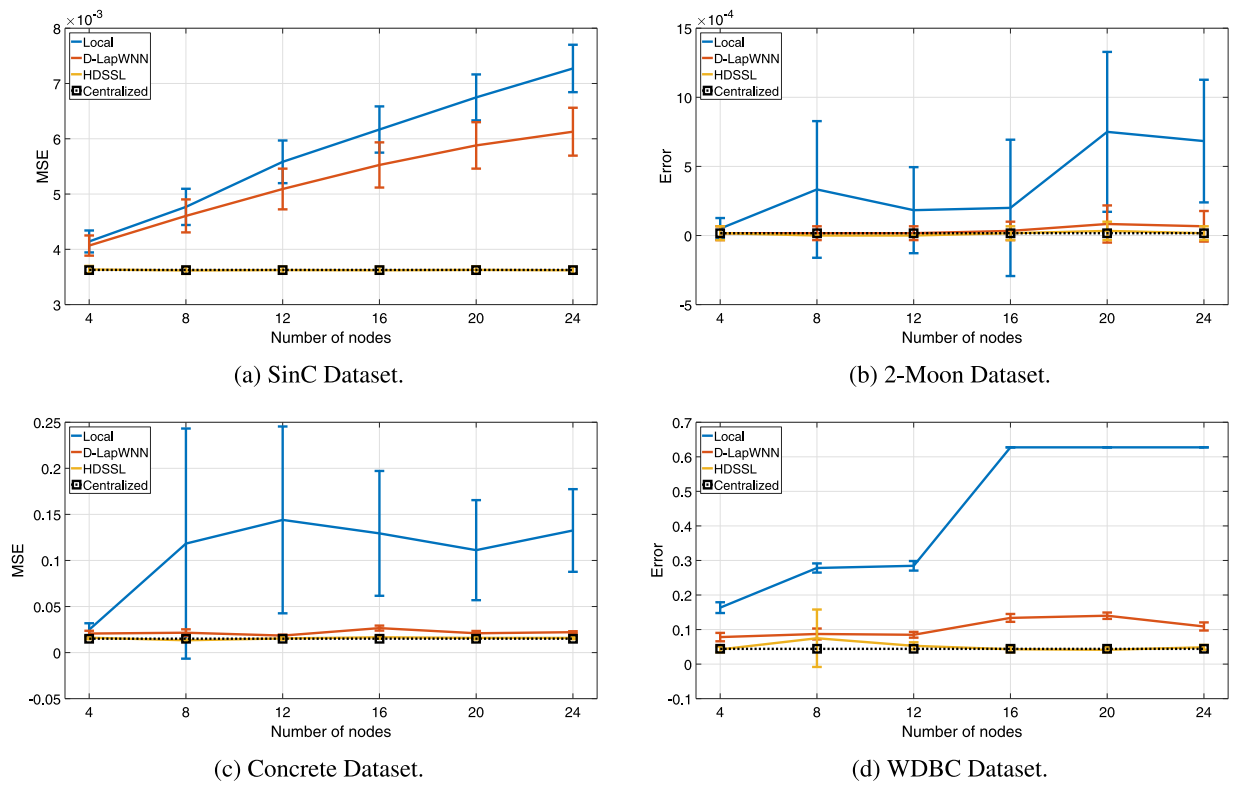 ×10⁻³
8
7
6
5
4
3
MSE
Local
D-LapWNN
HDSSL
Centralized
4 8 12 16 20 24
Number of nodes
(a) SinC Dataset.
×10⁻⁴
15
10
5
0
-5
Error
Local
D-LapWNN
HDSSL
Centralized
4 8 12 16 20 24
Number of nodes
(b) 2-Moon Dataset.
0.25
0.2
0.15
0.1
0.05
0
-0.05
MSE
Local
D-LapWNN
HDSSL
Centralized
4 8 12 16 20 24
Number of nodes
(c) Concrete Dataset.
0.7
0.6
0.5
0.4
0.3
0.2
0.1
0
-0.1
Error
Local
D-LapWNN
HDSSL
Centralized
4 8 12 16 20 24
Number of nodes
(d) WDBC Dataset.